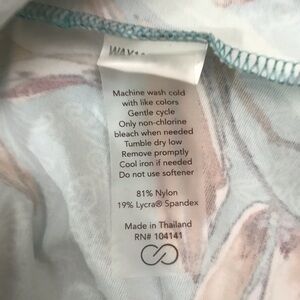 Machine wash cold
with like colors
Gentle cycle
Only non-chlorine
bleach when needed
Tumble dry low
Remove promptly
Cool iron if needed
Do not use softener
81% Nylon
19% Lycra® Spandex
Made in Thailand
RN# 104141